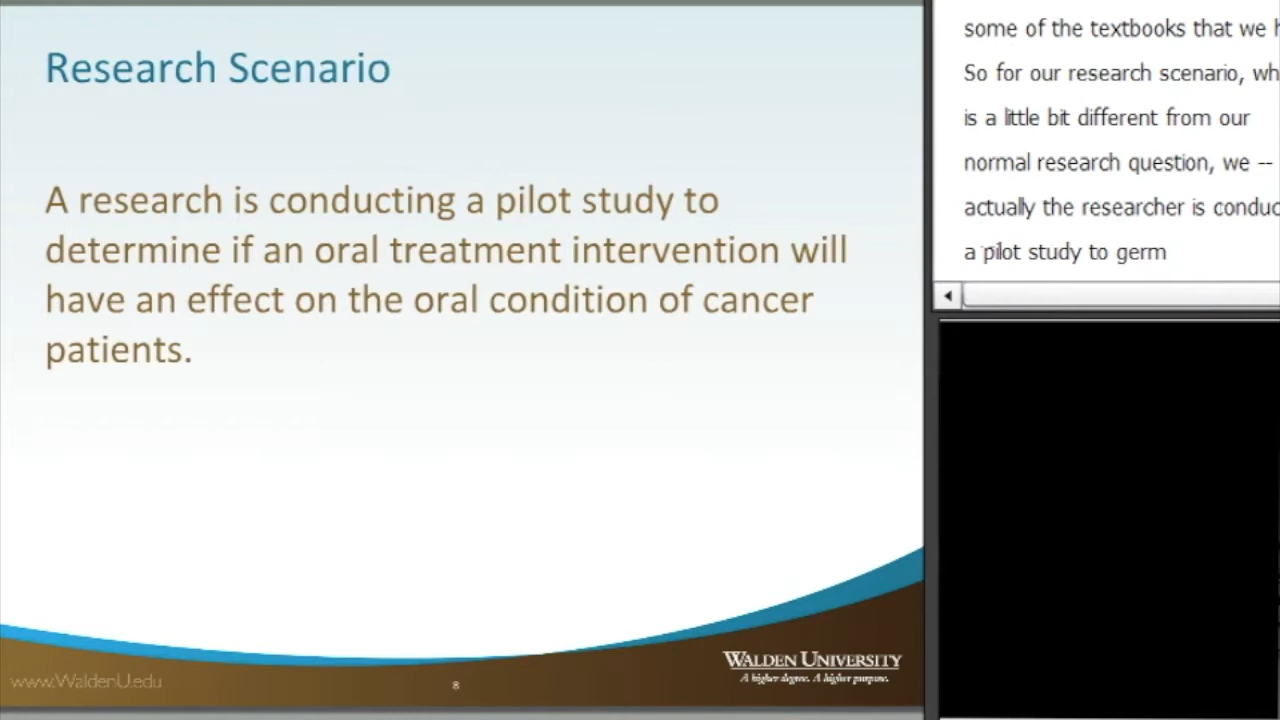 Research Scenario
A research is conducting a pilot study to
determine if an oral treatment intervention will
have an effect on the oral condition of cancer
patients.
www.WaldenU.edu
8
WALDEN UNIVERSITY
A higher degree. A higher purpose.
some of the textbooks that we
So for our research scenario,
is a little bit different from our
normal research question, we --
actually the researcher is
a pilot study to germ